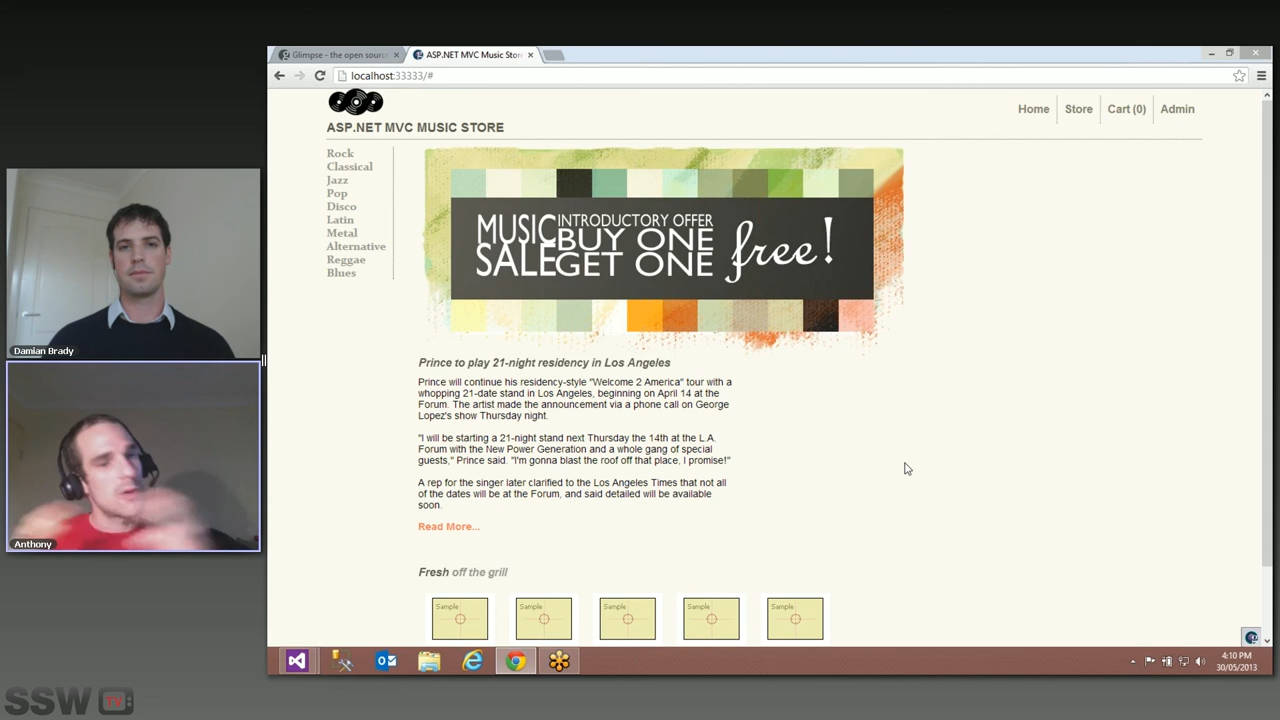 Glimpse - the open sourc
ASP.NET MVC Music Stor
localhost:33333/#
ASP.NET MVC MUSIC STORE
Home
Store
Cart (0)
Admin
Rock
Classical
Jazz
Pop
Disco
Latin
Metal
Alternative
Reggae
Blues
MUSIC SALE
INTRODUCTORY OFFER
BUY ONE
GET ONE
free!
Prince to play 21-night residency in Los Angeles
Prince will continue his residency-style "Welcome 2 America" tour with a
whopping 21-date stand in Los Angeles, beginning on April 14 at the
Forum. The artist made the announcement via a phone call on George
Lopez's show Thursday night.
"I will be starting a 21-night stand next Thursday the 14th at the L.A.
Forum with the New Power Generation and a whole gang of special
guests," Prince said. "I'm gonna blast the roof off that place, I promise!"
A rep for the singer later clarified to the Los Angeles Times that not all
of the dates will be at the Forum, and said detailed will be available
soon.
Read More...
Fresh off the grill
Sample
Sample
Sample
Sample
Sample
4:10 PM
30/05/2013
Damian Brady
Anthony
SSW TV